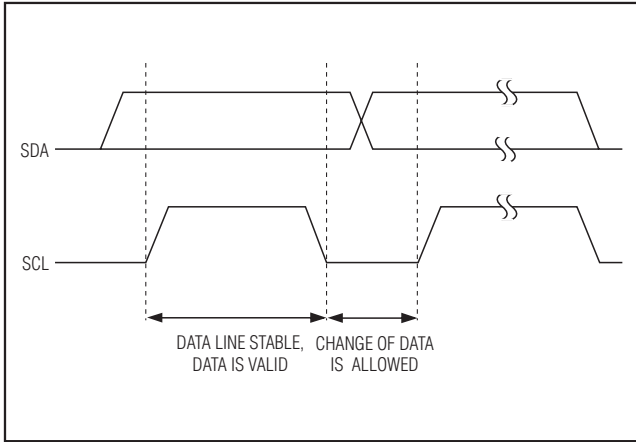 SDA
SCL
DATA LINE STABLE,
DATA IS VALID
CHANGE OF DATA
IS ALLOWED